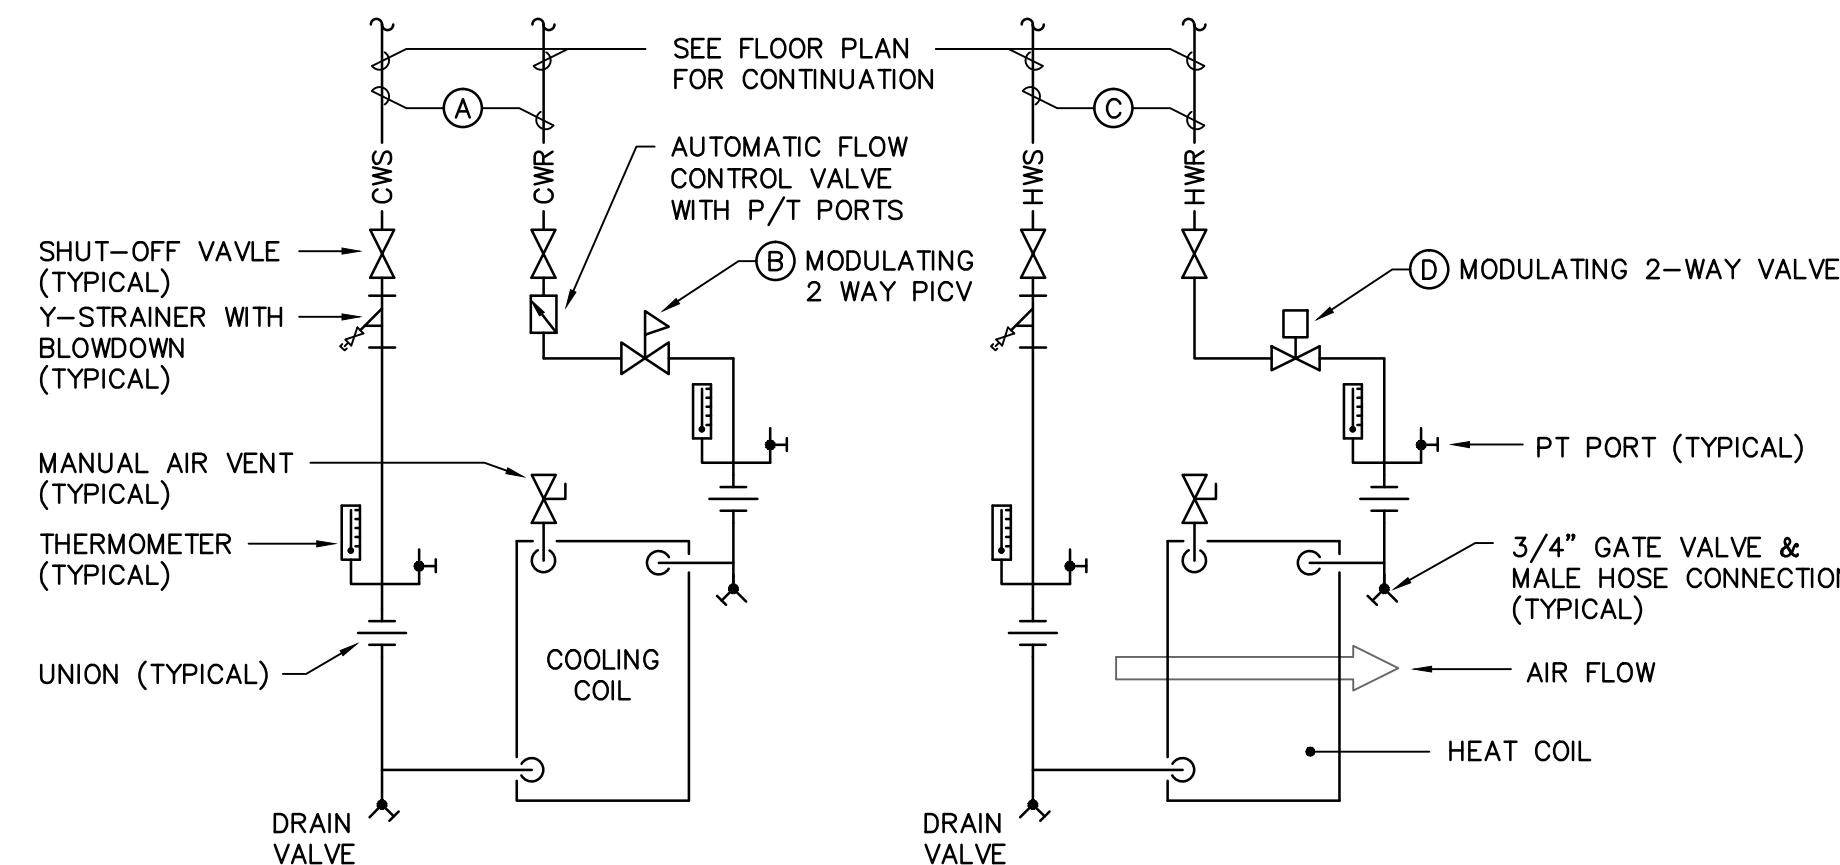 SEE FLOOR PLAN
FOR CONTINUATION
A
C
CWS
CWR
HWS
HWR
AUTOMATIC FLOW
CONTROL VALVE
WITH P/T PORTS
SHUT-OFF VAVLE
(TYPICAL)
B MODULATING
2 WAY PICV
D MODULATING 2-WAY VALVE
Y-STRAINER WITH
BLOWDOWN
(TYPICAL)
MANUAL AIR VENT
(TYPICAL)
PT PORT (TYPICAL)
THERMOMETER
(TYPICAL)
3/4" GATE VALVE &
MALE HOSE CONNECTION
(TYPICAL)
UNION (TYPICAL)
COOLING
COIL
AIR FLOW
HEAT COIL
DRAIN
VALVE
DRAIN
VALVE